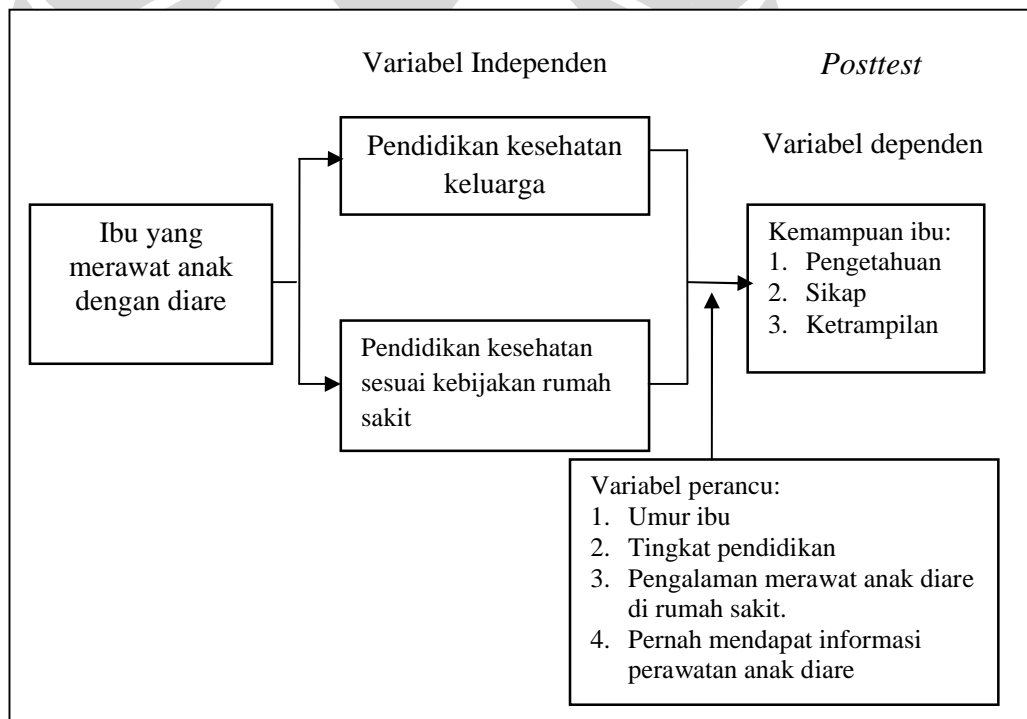 Variabel Independen
Posttest
Pendidikan kesehatan
keluarga
Variabel dependen
Ibu yang
merawat anak
dengan diare
Kemampuan ibu:
1. Pengetahuan
2. Sikap
3. Ketrampilan
Pendidikan kesehatan
sesuai kebijakan rumah
sakit
Variabel perancu:
1. Umur ibu
2. Tingkat pendidikan
3. Pengalaman merawat anak diare
di rumah sakit.
4. Pernah mendapat informasi
perawatan anak diare